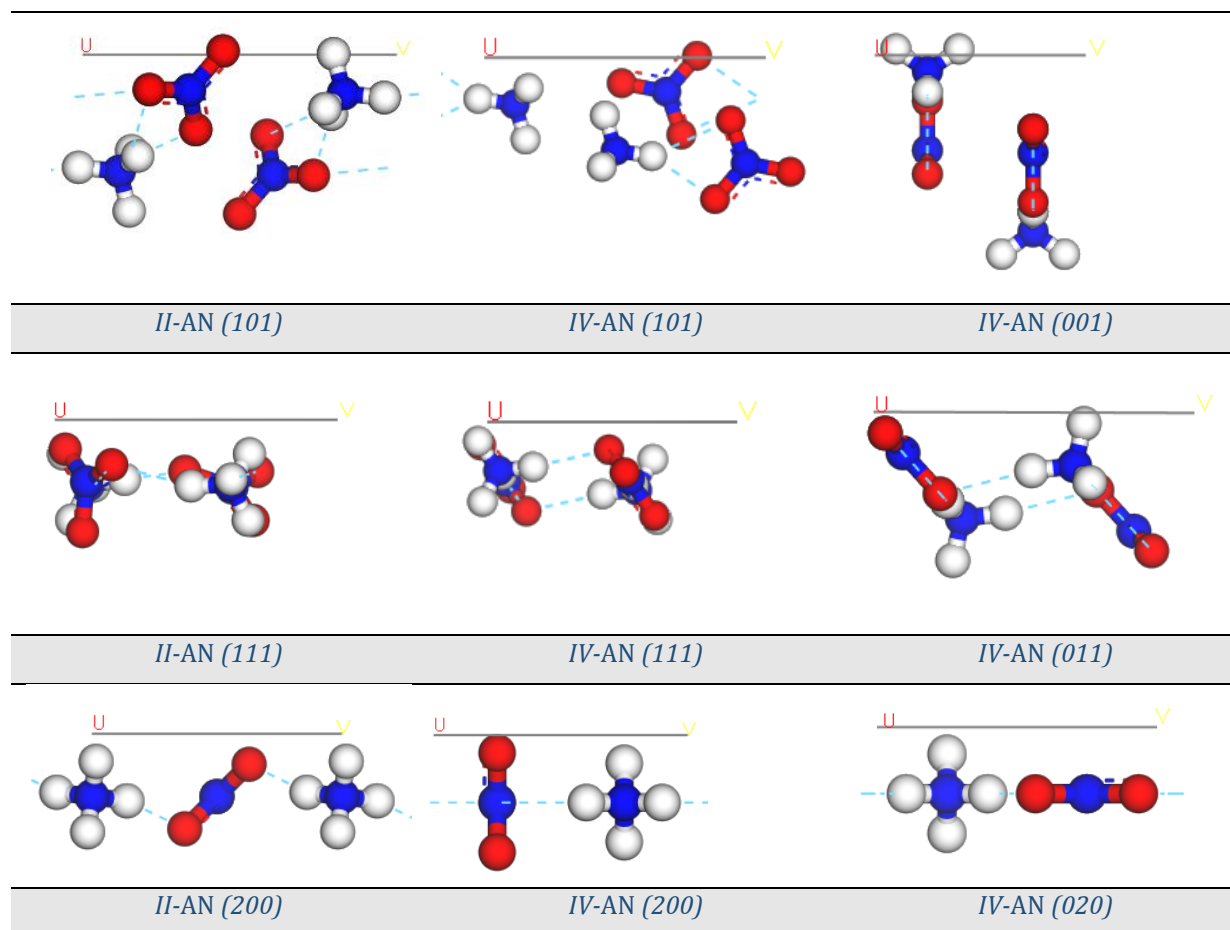 U V U V U V
II-AN (101) IV-AN (101) IV-AN (001)
U V U V U V
II-AN (111) IV-AN (111) IV-AN (011)
U V U V U V
II-AN (200) IV-AN (200) IV-AN (020)